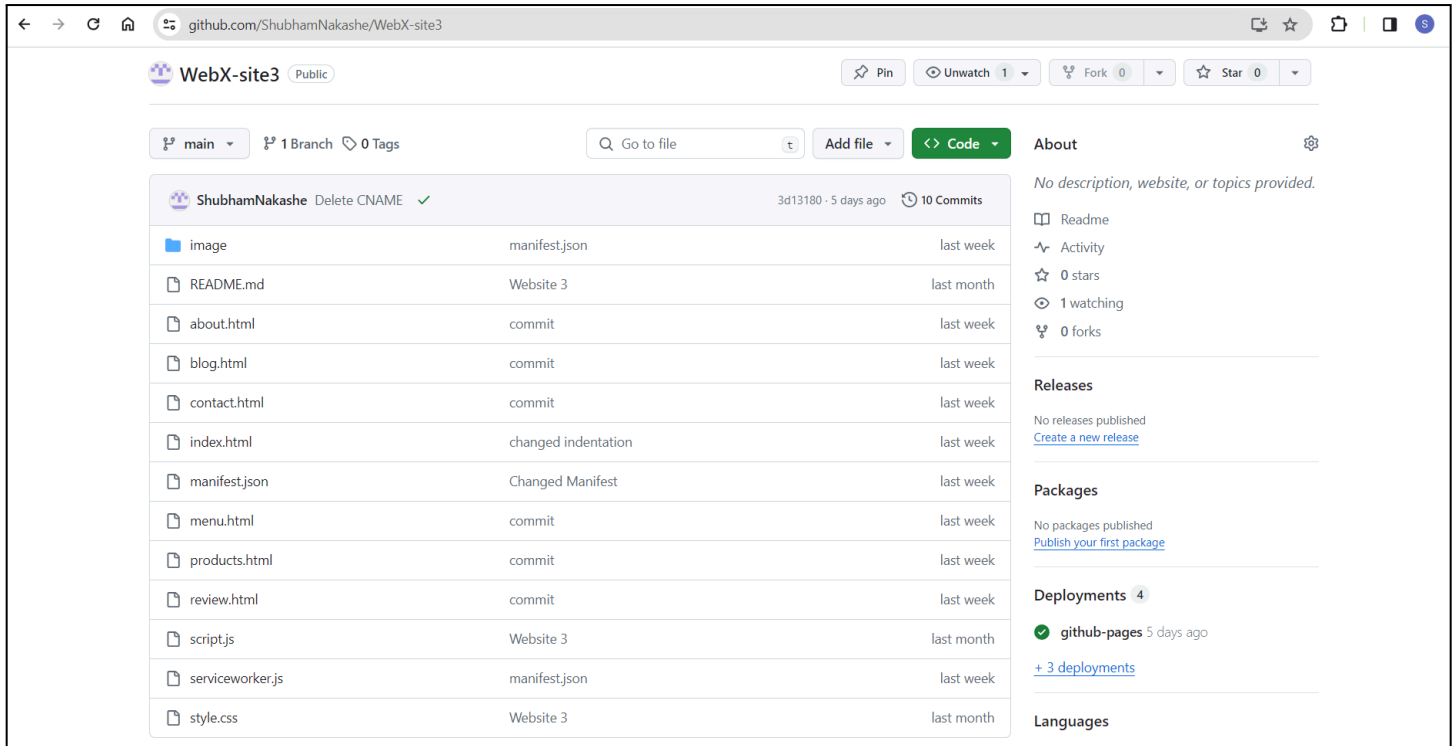 github.com/ShubhamNakashe/WebX-site3
S
WebX-site3 Public
Pin
Unwatch 1
Fork 0
Star 0
main
1 Branch
0 Tags
Go to file
t
Add file
Code
ShubhamNakashe Delete CNAME
3d13180 · 5 days ago
10 Commits
image manifest.json last week
README.md Website 3 last month
about.html commit last week
blog.html commit last week
contact.html commit last week
index.html changed indentation last week
manifest.json Changed Manifest last week
menu.html commit last week
products.html commit last week
review.html commit last week
script.js Website 3 last month
serviceworker.js manifest.json last week
style.css Website 3 last month
About
No description, website, or topics provided.
Readme
Activity
0 stars
1 watching
0 forks
Releases
No releases published
Create a new release
Packages
No packages published
Publish your first package
Deployments 4
github-pages 5 days ago
+ 3 deployments
Languages